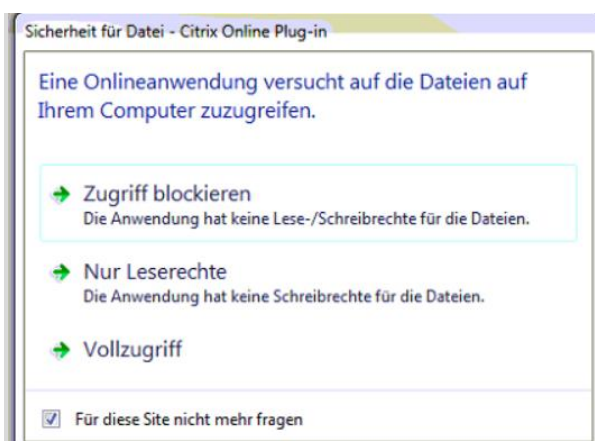 Sicherheit für Datei - Citrix Online Plug-in
Eine Onlineanwendung versucht auf die Dateien auf
Ihrem Computer zuzugreifen.
Zugriff blockieren
Die Anwendung hat keine Lese-/Schreibrechte für die Dateien.
Nur Leserechte
Die Anwendung hat keine Schreibrechte für die Dateien.
Vollzugriff
Für diese Site nicht mehr fragen